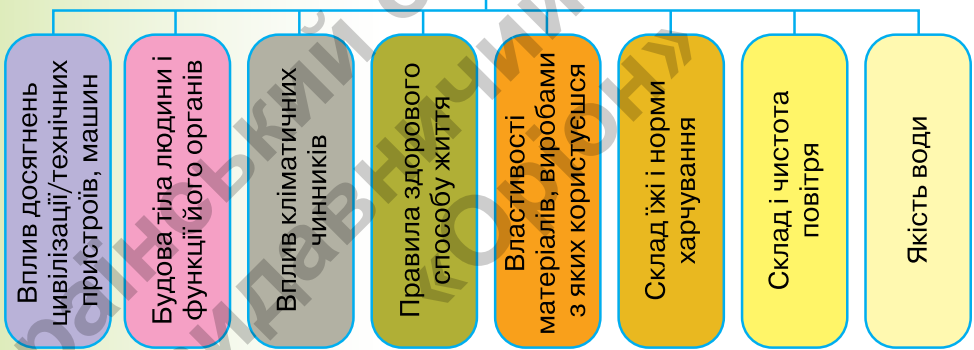 Вплив досягнень
цивілізації/технічних
пристроїв, машин
Будова тіла людини і
функції його органів
Вплив кліматичних
чинників
Правила здорового
способу життя
Властивості
матеріалів, виробами
з яких користуєшся
Склад їжі і норми
харчування
Склад і чистота
повітря
Якість води
«Оріон»